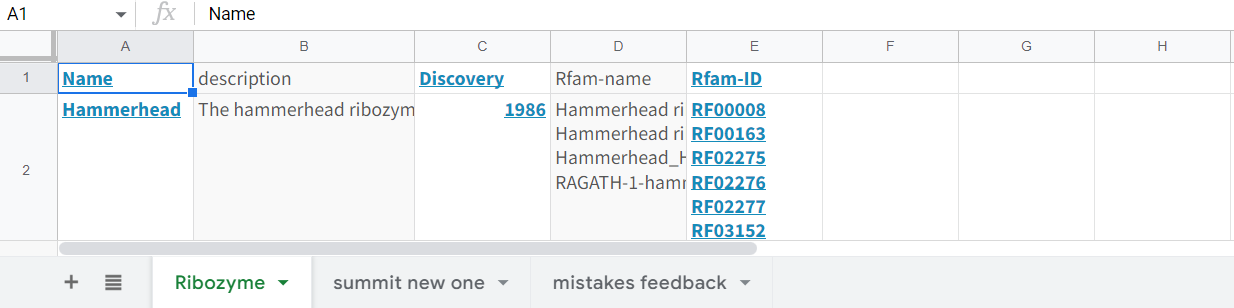 A1 fx Name
A B C D E F G H
1 Name description Discovery Rfam-name Rfam-ID
2 Hammerhead The hammerhead ribozym 1986 Hammerhead ri RF00008
Hammerhead ri RF00163
Hammerhead_H RF02275
RAGATH-1-hamm RF02276
RF02277
RF03152
+ Ribozyme summit new one mistakes feedback